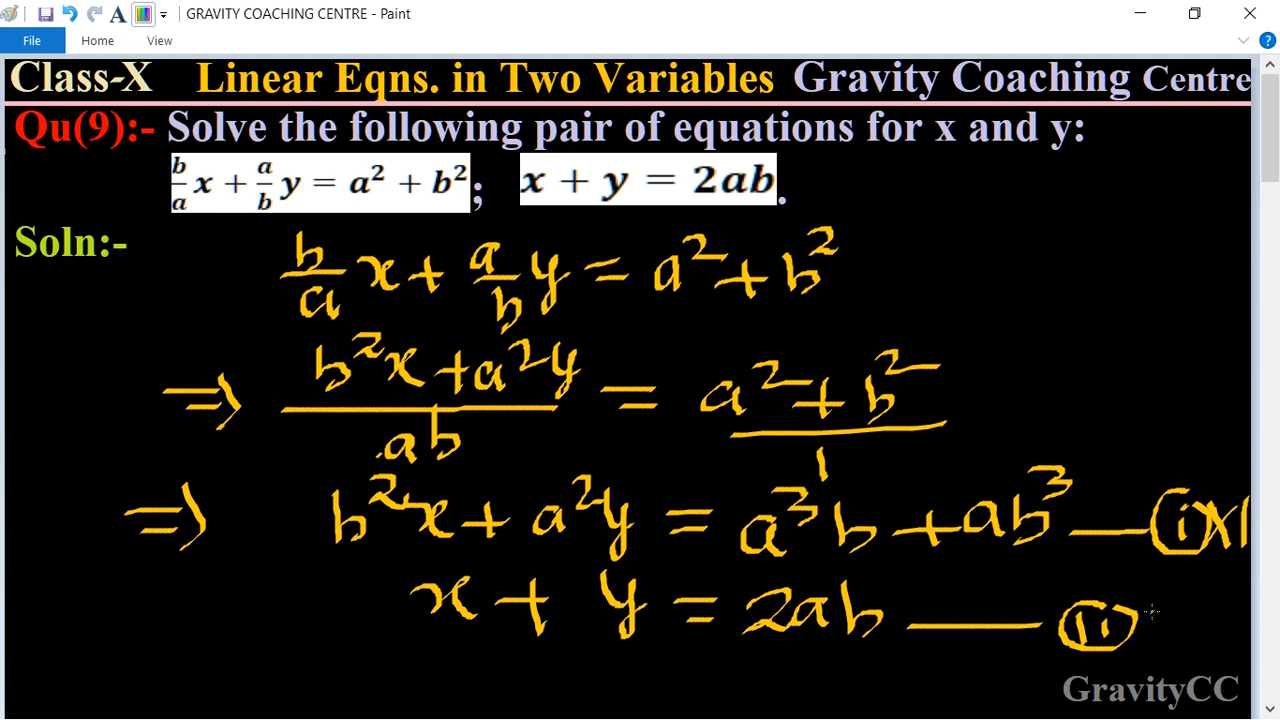 GRAVITY COACHING CENTRE - Paint
File Home View
Class-X Linear Eqns. in Two Variables Gravity Coaching Centre
Qu(9):- Solve the following pair of equations for x and y:
b/a x + a/b y = a² + b²; x + y = 2ab.
Soln:- b/a x + a/b y = a² + b²
⇒ (b²x + a²y)/ab = (a² + b²)/1
⇒ b²x + a²y = a³b + ab³ — (i)×1
x + y = 2ab — (ii)
GravityCC